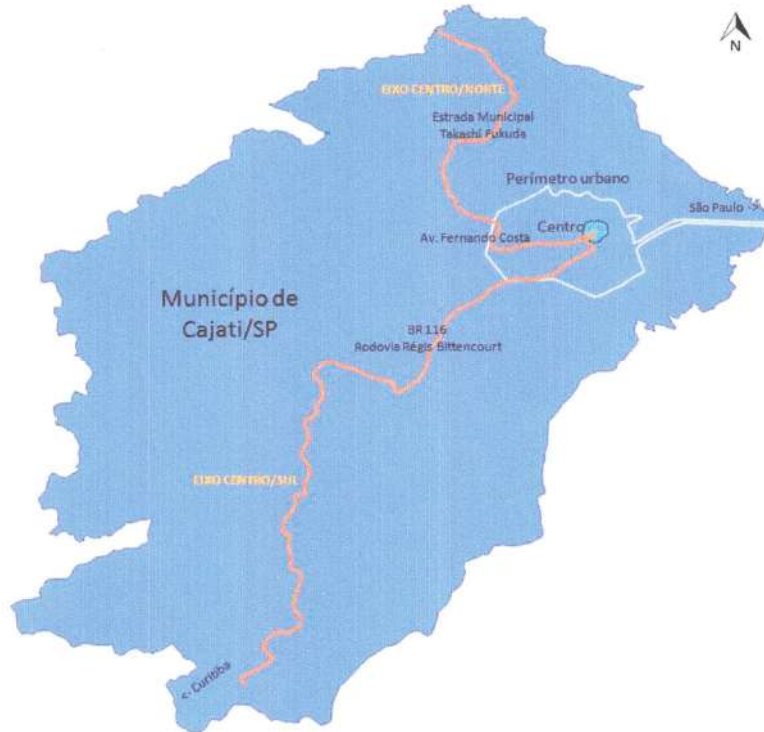 N
EIXO CENTRO/NORTE
Estrada Municipal
Takashi Fukuda
Perímetro urbano
São Paulo ->
Centro
Av. Fernando Costa
Município de
Cajati/SP
BR 116
Rodovia Régis Bittencourt
EIXO CENTRO/SUL
<- Curitiba